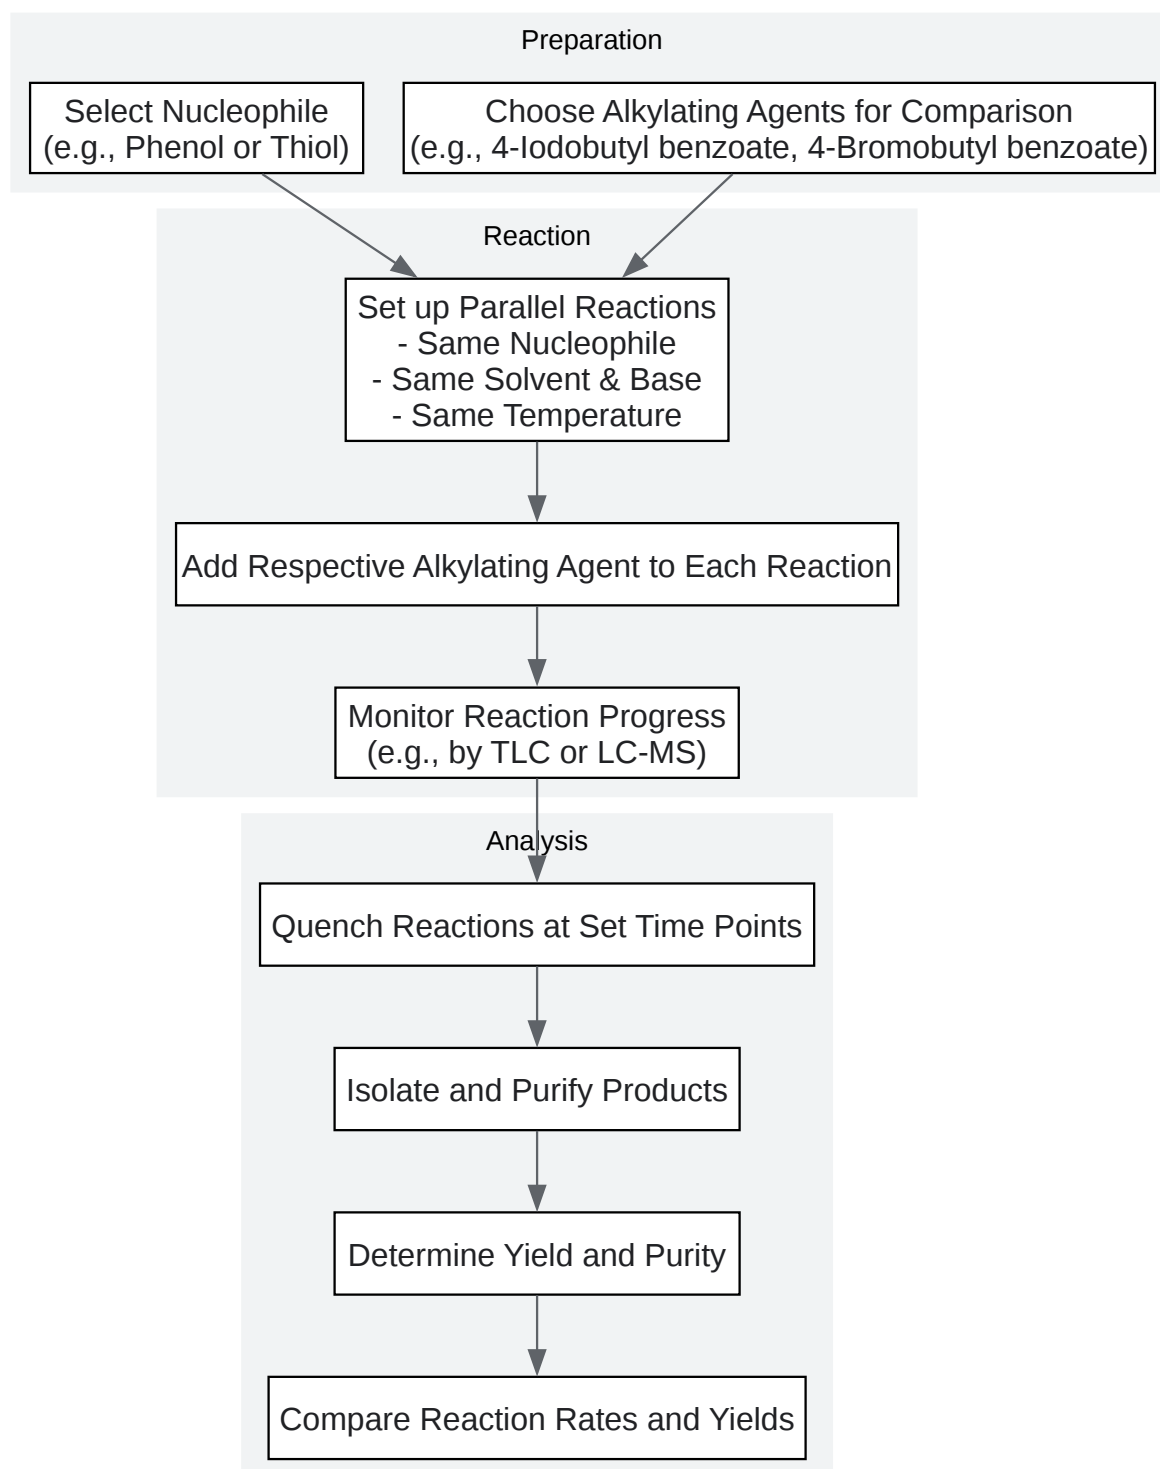 Preparation
Select Nucleophile
(e.g., Phenol or Thiol)
Choose Alkylating Agents for Comparison
(e.g., 4-Iodobutyl benzoate, 4-Bromobutyl benzoate)
Reaction
Set up Parallel Reactions
- Same Nucleophile
- Same Solvent & Base
- Same Temperature
Add Respective Alkylating Agent to Each Reaction
Monitor Reaction Progress
(e.g., by TLC or LC-MS)
Analysis
Quench Reactions at Set Time Points
Isolate and Purify Products
Determine Yield and Purity
Compare Reaction Rates and Yields